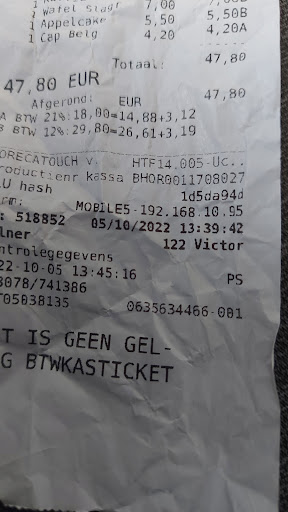 1 Wafel Slagr 7,00
1 Appelcake 5,50 5,50B
1 Cap Belg 4,20 4,20A
Totaal: 47,80
47,80 EUR
Afgerond: EUR 47,80
A BTW 21%:18,00=14,88+3,12
B BTW 12%:29,80=26,61+3,19
ORECATOUCH v. HTF14.005-Uc..
roductienr kassa BHOR0011708027
LU hash 1d5da94d
rm: MOBILE5-192.168.10.95
: 518852 05/10/2022 13:39:42
lner 122 Victor
ntrolegegevens
22-10-05 13:45:16 PS
3078/741386
T05038135 0635634466-001
T IS GEEN GEL-
G BTWKASTICKET